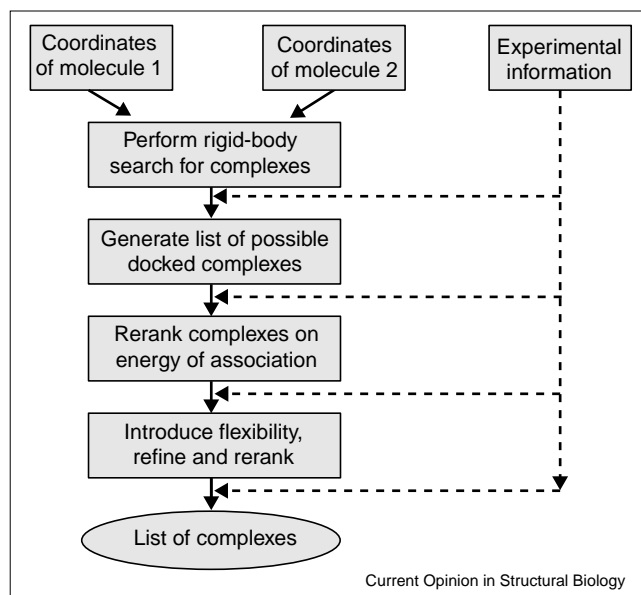 Coordinates
of molecule 1
Coordinates
of molecule 2
Experimental
information
Perform rigid-body
search for complexes
Generate list of possible
docked complexes
Rerank complexes on
energy of association
Introduce flexibility,
refine and rerank
List of complexes
Current Opinion in Structural Biology